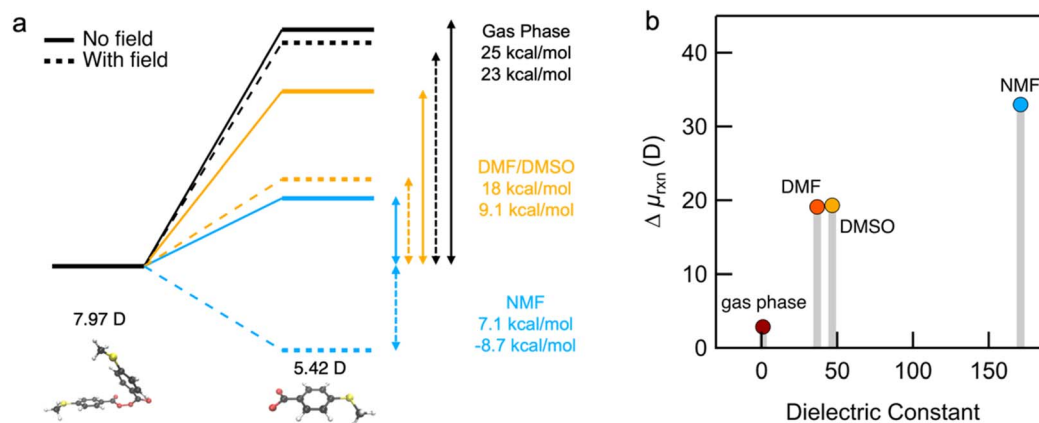 a
No field
With field
Gas Phase
25 kcal/mol
23 kcal/mol
DMF/DMSO
18 kcal/mol
9.1 kcal/mol
NMF
7.1 kcal/mol
-8.7 kcal/mol
7.97 D
5.42 D
b
Δ μrxn (D)
40
30
20
10
0
NMF
DMF
DMSO
gas phase
0 50 100 150
Dielectric Constant